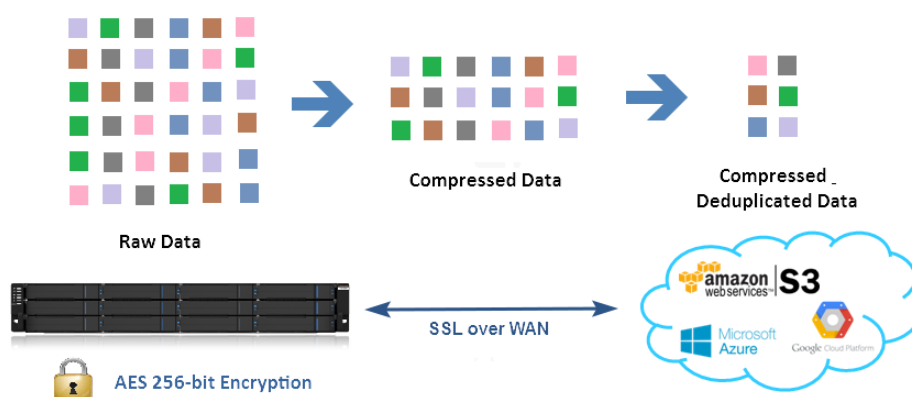 Compressed Data
Compressed
Deduplicated Data
Raw Data
amazon
web services™
S3
SSL over WAN
Microsoft
Azure
Google Cloud Platform
AES 256-bit Encryption